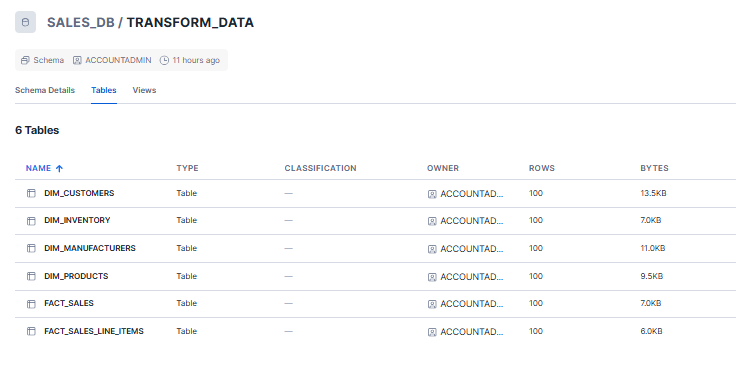 SALES_DB / TRANSFORM_DATA
Schema ACCOUNTADMIN 11 hours ago
Schema Details Tables Views
6 Tables
NAME TYPE CLASSIFICATION OWNER ROWS BYTES
DIM_CUSTOMERS Table — ACCOUNTAD... 100 13.5KB
DIM_INVENTORY Table — ACCOUNTAD... 100 7.0KB
DIM_MANUFACTURERS Table — ACCOUNTAD... 100 11.0KB
DIM_PRODUCTS Table — ACCOUNTAD... 100 9.5KB
FACT_SALES Table — ACCOUNTAD... 100 7.0KB
FACT_SALES_LINE_ITEMS Table — ACCOUNTAD... 100 6.0KB